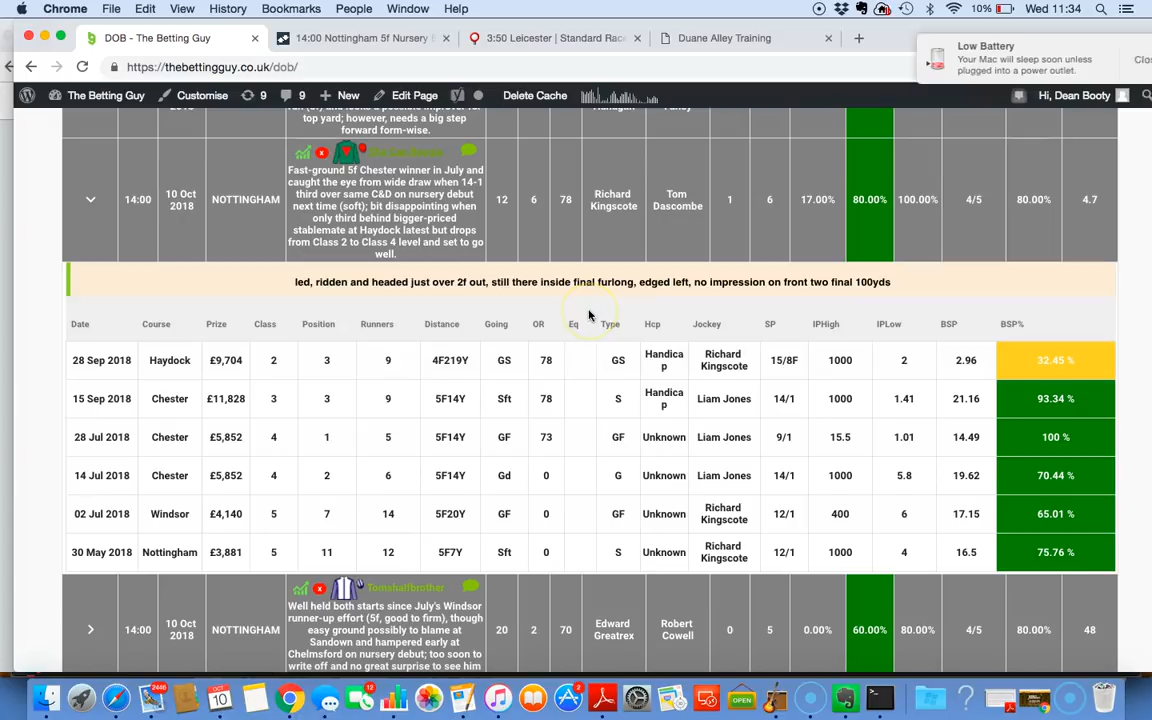 Chrome File Edit View History Bookmarks People Window Help 10% Wed 11:34
DOB - The Betting Guy 14:00 Nottingham 5f Nursery 3:50 Leicester | Standard Rac Duane Alley Training
Low Battery
Your Mac will sleep soon unless
plugged into a power outlet.
https://thebettingguy.co.uk/dob/
The Betting Guy Customise 9 9 New Edit Page Delete Cache Hi, Dean Booty
top yard; however, needs a big step
forward form-wise.
Fast-ground 5f Chester winner in July and
caught the eye from wide draw when 14-1
third over same C&D on nursery debut
next time (soft); bit disappointing when
only third behind bigger-priced
stablemate at Haydock latest but drops
from Class 2 to Class 4 level and set to go
well.
14:00 10 Oct 2018 NOTTINGHAM 12 6 78 Richard Kingscote Tom Dascombe 1 6 17.00% 80.00% 100.00% 4/5 80.00% 4.7
led, ridden and headed just over 2f out, still there inside final furlong, edged left, no impression on front two final 100yds
Date Course Prize Class Position Runners Distance Going OR Eq Type Hcp Jockey SP IPHigh IPLow BSP BSP%
28 Sep 2018 Haydock £9,704 2 3 9 4F219Y GS 78 GS Handicap Richard Kingscote 15/8F 1000 2 2.96 32.45 %
15 Sep 2018 Chester £11,828 3 3 9 5F14Y Sft 78 S Handicap Liam Jones 14/1 1000 1.41 21.16 93.34 %
28 Jul 2018 Chester £5,852 4 1 5 5F14Y GF 73 GF Unknown Liam Jones 9/1 15.5 1.01 14.49 100 %
14 Jul 2018 Chester £5,852 4 2 6 5F14Y Gd 0 G Unknown Liam Jones 14/1 1000 5.8 19.62 70.44 %
02 Jul 2018 Windsor £4,140 5 7 14 5F20Y GF 0 GF Unknown Richard Kingscote 12/1 400 6 17.15 65.01 %
30 May 2018 Nottingham £3,881 5 11 12 5F7Y Sft 0 S Unknown Richard Kingscote 12/1 1000 4 16.5 75.76 %
Tomshalfbrother
Well held both starts since July's Windsor
runner-up effort (5f, good to firm), though
easy ground possibly to blame at
Sandown and hampered early at
Chelmsford on nursery debut; too soon to
write off and no great surprise to see him
14:00 10 Oct 2018 NOTTINGHAM 20 2 70 Edward Greatrex Robert Cowell 0 5 0.00% 60.00% 80.00% 4/5 80.00% 48
2440 10 12 2 OPEN